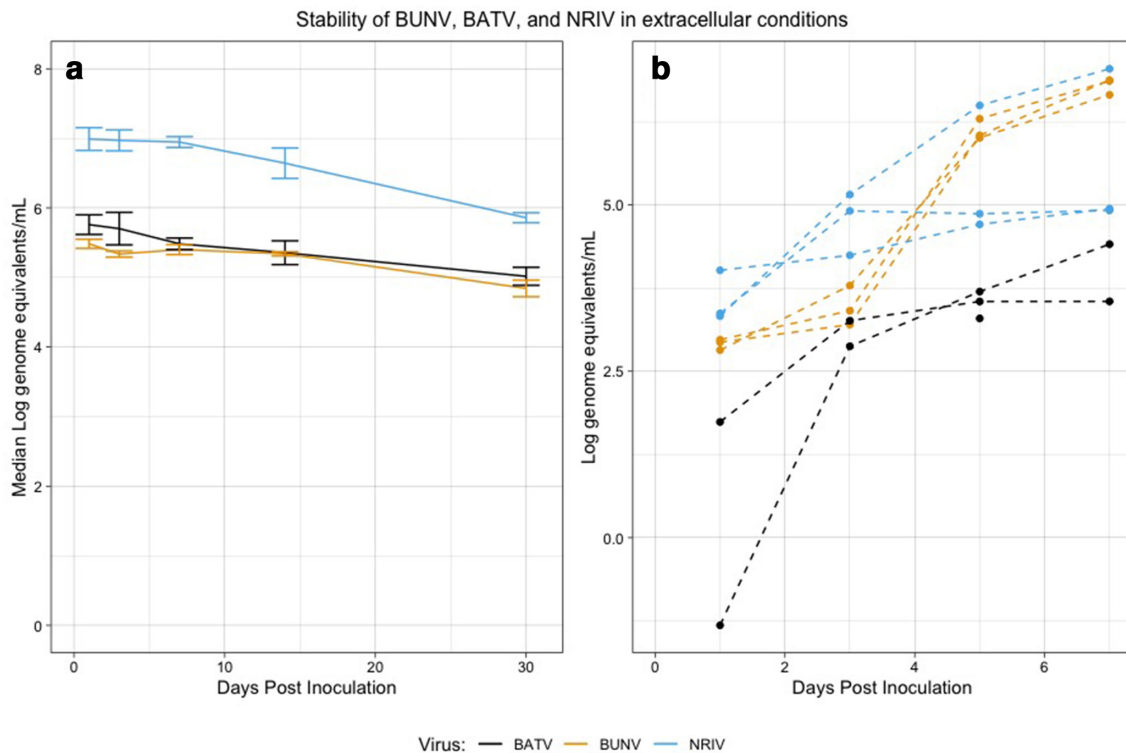 Stability of BUNV, BATV, and NRIV in extracellular conditions
a
8
6
4
2
0
Median Log genome equivalents/mL
0 10 20 30
Days Post Inoculation
b
5.0
2.5
0.0
Log genome equivalents/mL
0 2 4 6
Days Post Inoculation
Virus: BATV BUNV NRIV